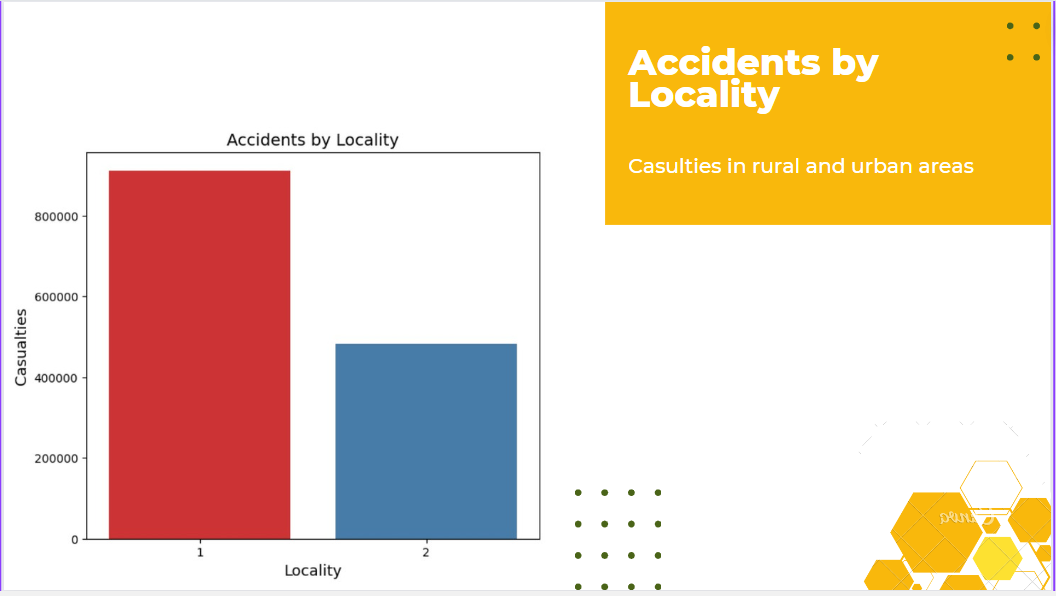 Accidents by
Locality
Casulties in rural and urban areas
Accidents by Locality
800000
600000
400000
200000
0
Casualties
1 2
Locality
Canva